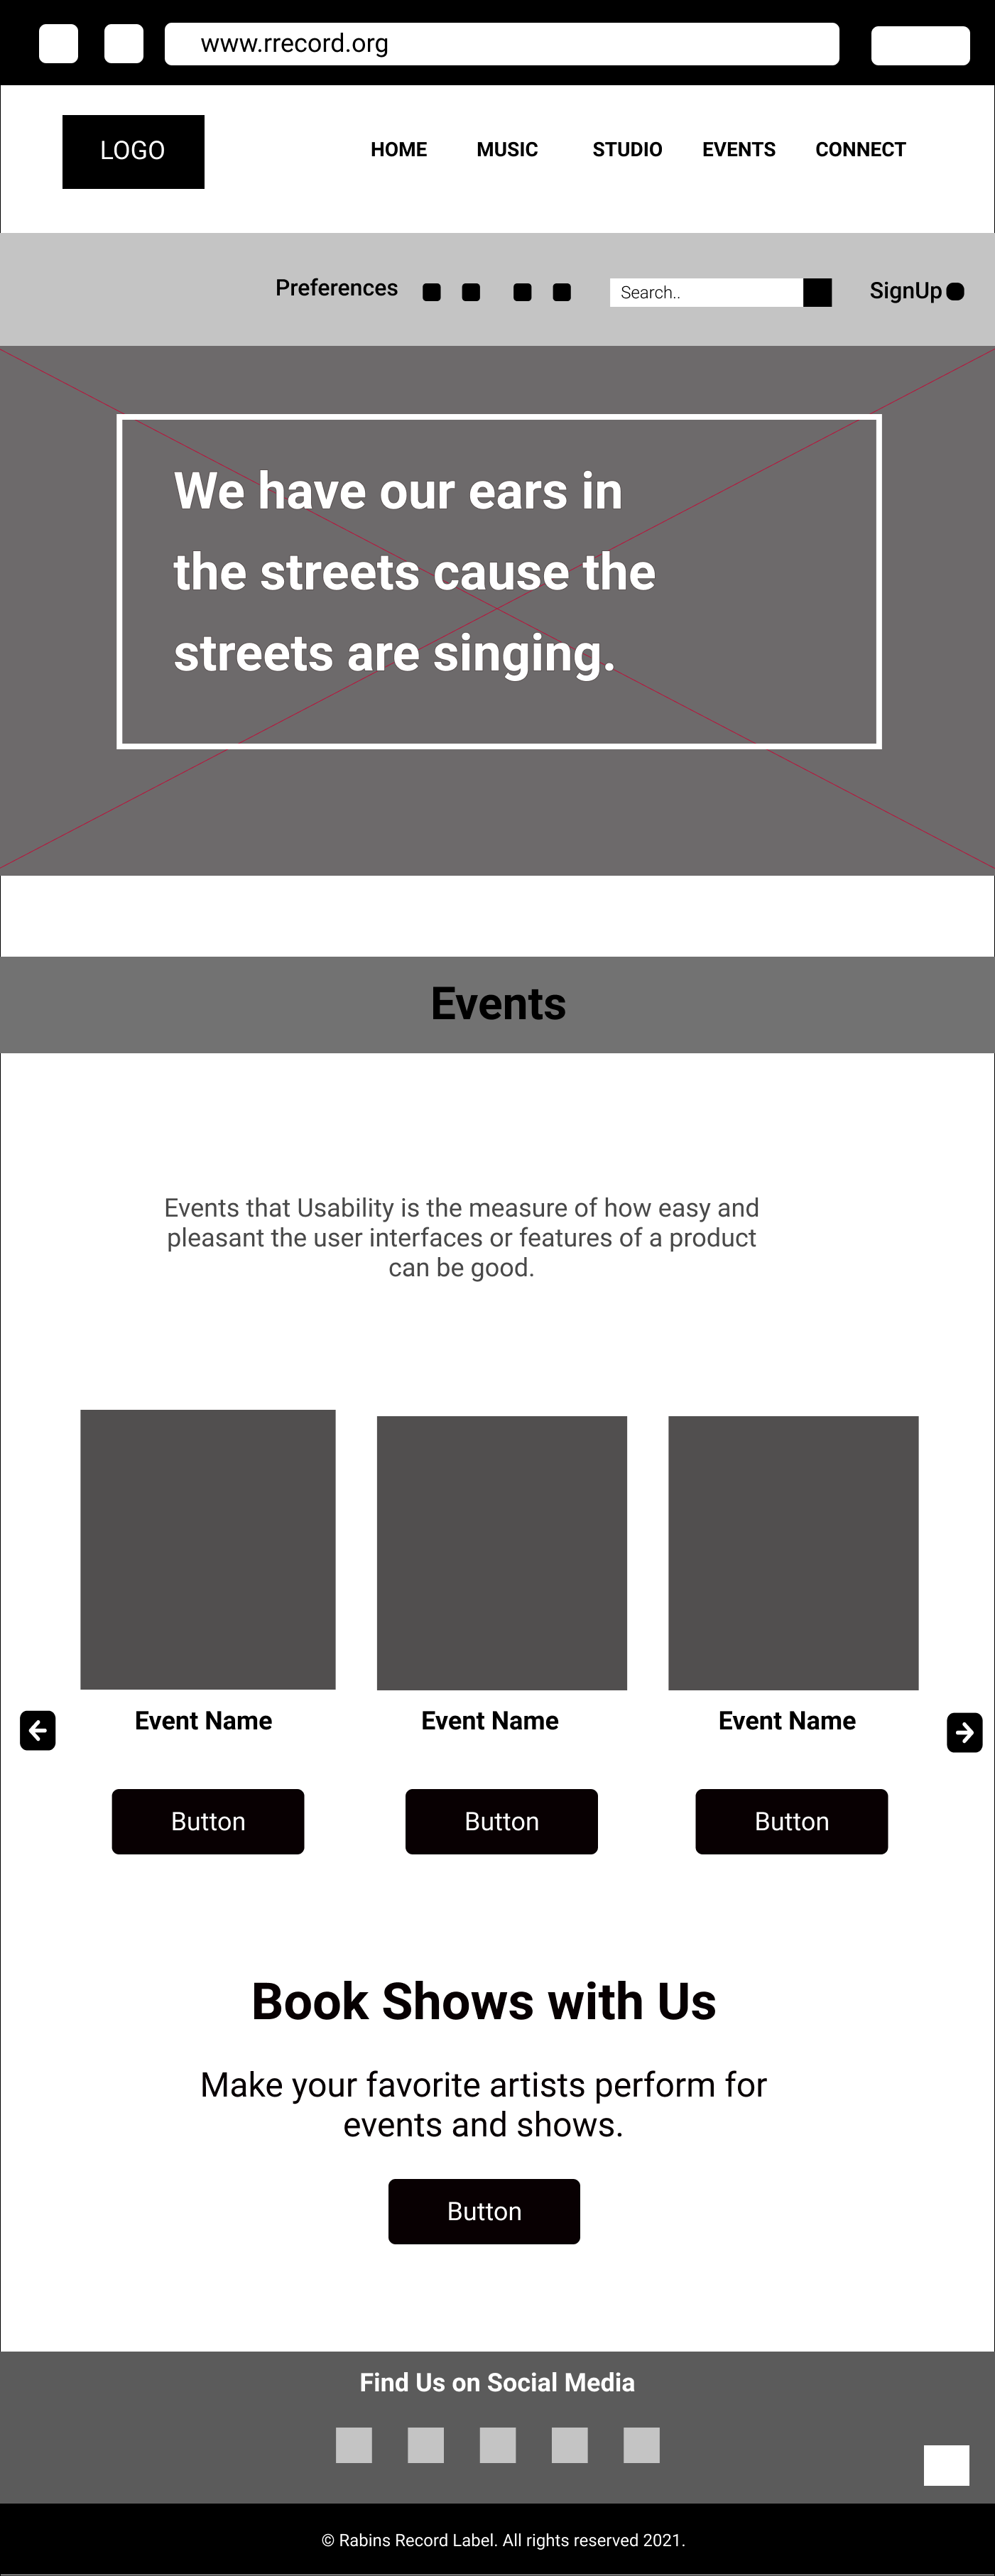 www.rrecord.org
LOGO
HOME MUSIC STUDIO EVENTS CONNECT
Preferences Search.. SignUp
We have our ears in
the streets cause the
streets are singing.
Events
Events that Usability is the measure of how easy and
pleasant the user interfaces or features of a product
can be good.
Event Name Event Name Event Name
Button Button Button
Book Shows with Us
Make your favorite artists perform for
events and shows.
Button
Find Us on Social Media
© Rabins Record Label. All rights reserved 2021.